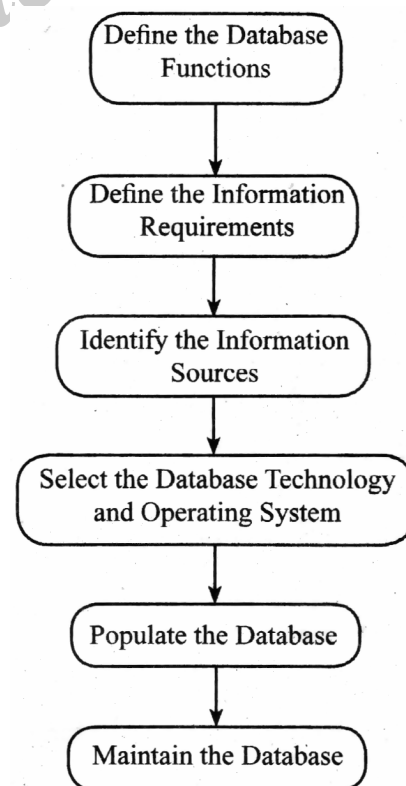 Define the Database
Functions
Define the Information
Requirements
Identify the Information
Sources
Select the Database Technology
and Operating System
Populate the Database
Maintain the Database